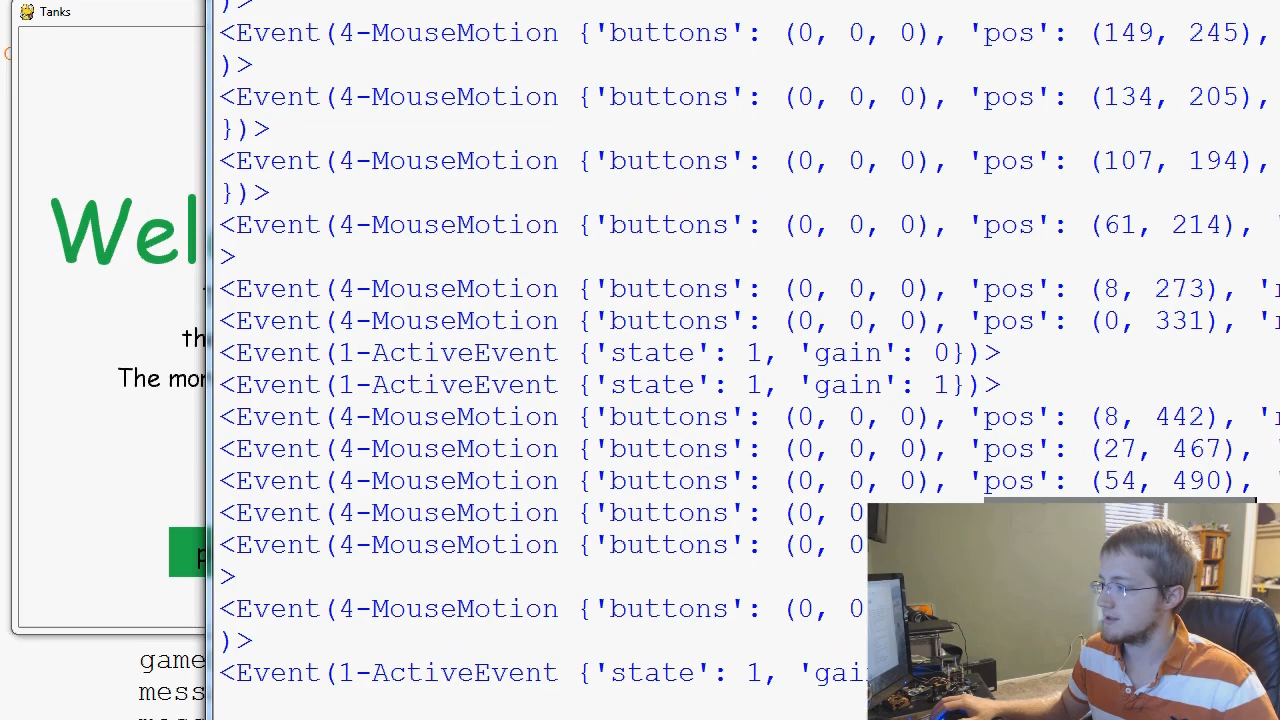 Tanks
)>
<Event(4-MouseMotion {'buttons': (0, 0, 0), 'pos': (149, 245),
)>
<Event(4-MouseMotion {'buttons': (0, 0, 0), 'pos': (134, 205),
})>
<Event(4-MouseMotion {'buttons': (0, 0, 0), 'pos': (107, 194),
})>
<Event(4-MouseMotion {'buttons': (0, 0, 0), 'pos': (61, 214),
>
<Event(4-MouseMotion {'buttons': (0, 0, 0), 'pos': (8, 273), '
<Event(4-MouseMotion {'buttons': (0, 0, 0), 'pos': (0, 331), '
<Event(1-ActiveEvent {'state': 1, 'gain': 0})>
<Event(1-ActiveEvent {'state': 1, 'gain': 1})>
<Event(4-MouseMotion {'buttons': (0, 0, 0), 'pos': (8, 442), '
<Event(4-MouseMotion {'buttons': (0, 0, 0), 'pos': (27, 467),
<Event(4-MouseMotion {'buttons': (0, 0, 0), 'pos': (54, 490),
<Event(4-MouseMotion {'buttons': (0, 0
<Event(4-MouseMotion {'buttons': (0, 0
>
<Event(4-MouseMotion {'buttons': (0, 0
)>
<Event(1-ActiveEvent {'state': 1, 'gai
Wel
th
The mor
p
game
mess